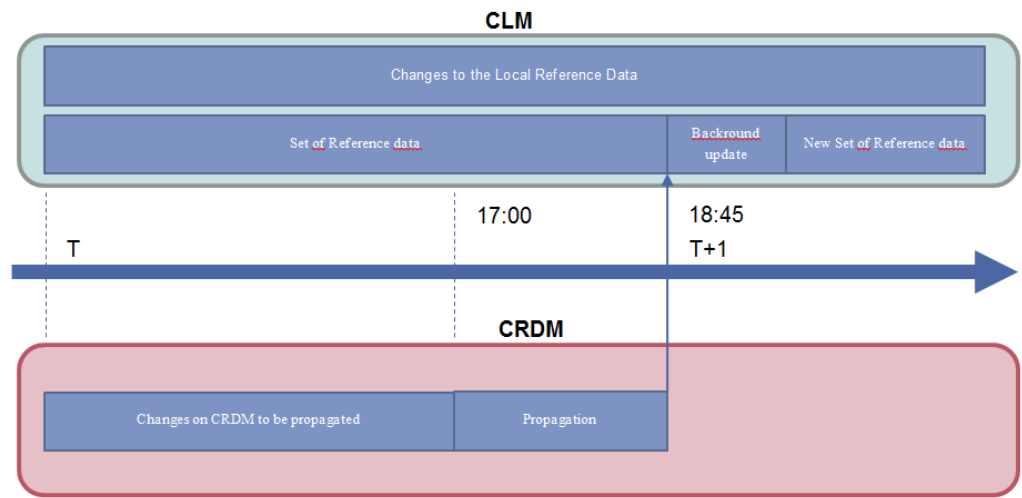 CLM
Changes to the Local Reference Data
Set of Reference data
Backround
update
New Set of Reference data
17:00
18:45
T
T+1
CRDM
Changes on CRDM to be propagated
Propagation